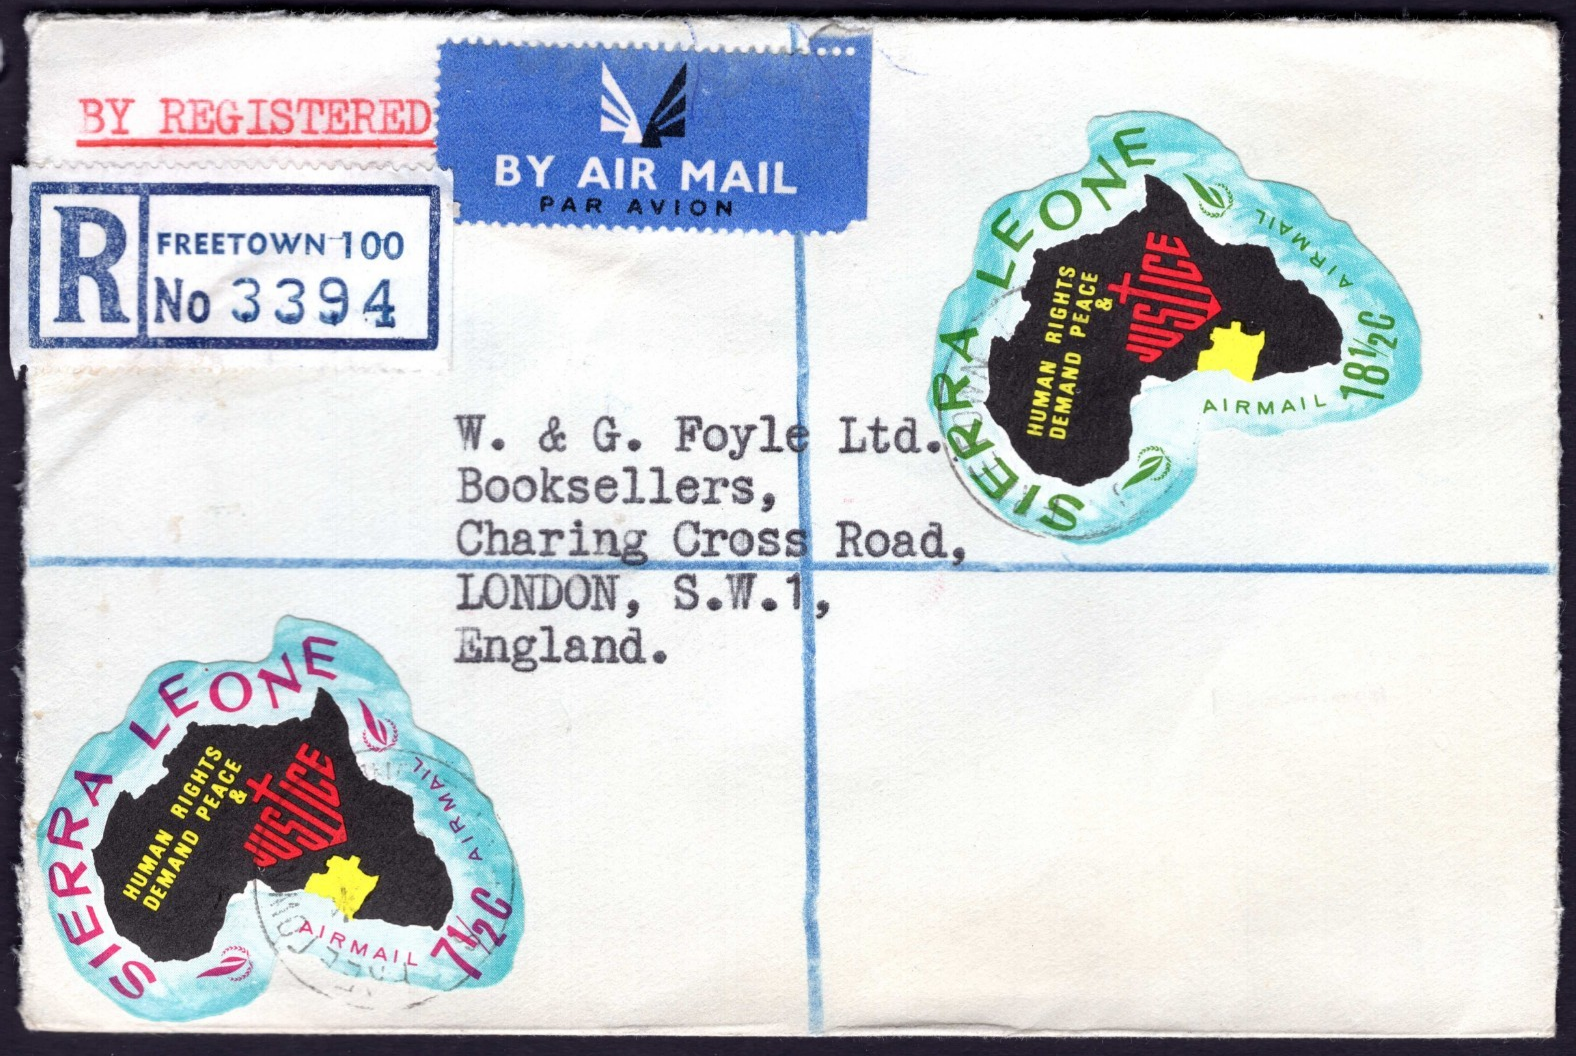 BY REGISTERED
BY AIR MAIL
PAR AVION
R
FREETOWN 100
No 3394
W. & G. Foyle Ltd.
Booksellers,
Charing Cross Road,
LONDON, S.W.1,
England.
SIERRA LEONE
AIRMAIL
HUMAN RIGHTS
DEMAND PEACE
&
JUSTICE
18½C
AIRMAIL
SIERRA LEONE
AIRMAIL
HUMAN RIGHTS
DEMAND PEACE
&
JUSTICE
7½C
AIRMAIL